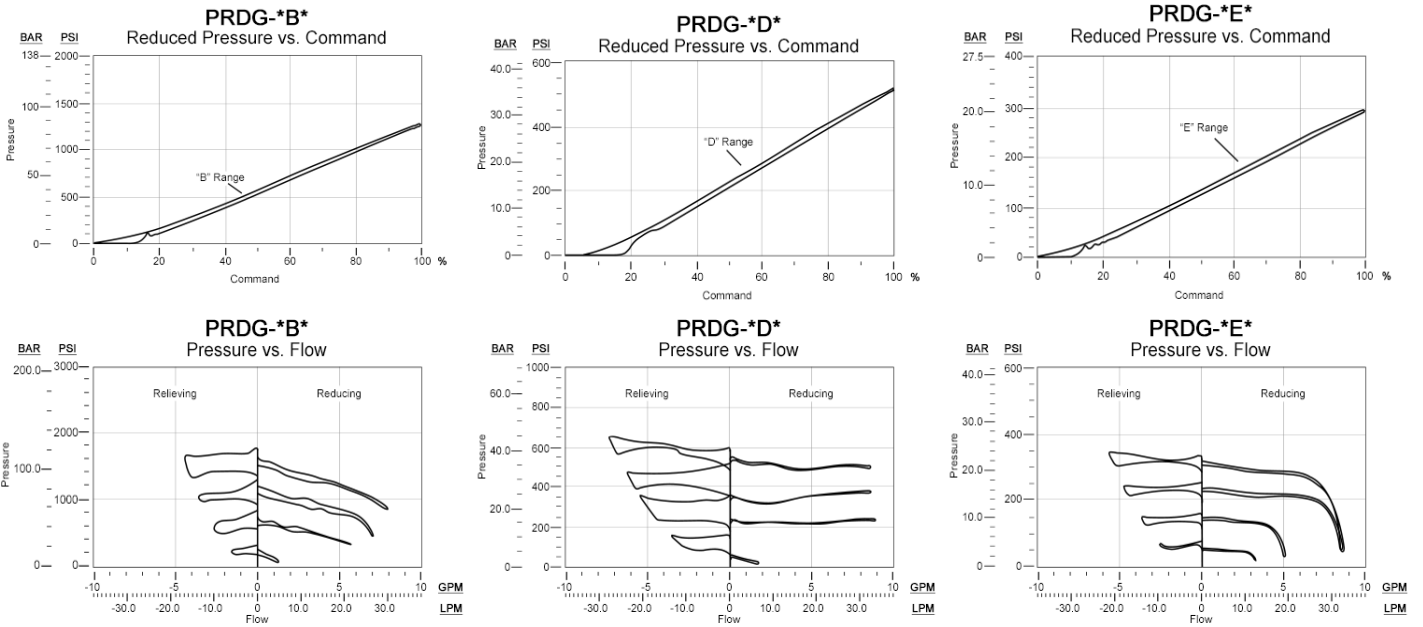 PRDG-*B*
Reduced Pressure vs. Command
BAR PSI
138 2000
1500
100
1000
50
500
0 0
Pressure
"B" Range
0 20 40 60 80 100 %
Command
PRDG-*D*
Reduced Pressure vs. Command
BAR PSI
600
40.0
30.0
400
20.0
200
10.0
0 0
Pressure
"D" Range
0 20 40 60 80 100 %
Command
PRDG-*E*
Reduced Pressure vs. Command
BAR PSI
27.5 400
20.0 300
200
10.0
100
0 0
Pressure
"E" Range
0 20 40 60 80 100 %
Command
PRDG-*B*
Pressure vs. Flow
BAR PSI
200.0 3000
2000
100.0
1000
0 0
Pressure
Relieving Reducing
-10 -5 0 5 10 GPM
-30.0 -20.0 -10.0 0 10.0 20.0 30.0 LPM
Flow
PRDG-*D*
Pressure vs. Flow
BAR PSI
1000
60.0
800
40.0 600
400
20.0
200
0 0
Pressure
Relieving Reducing
-10 -5 0 5 10 GPM
-30.0 -20.0 -10.0 0 10.0 20.0 30.0 LPM
Flow
PRDG-*E*
Pressure vs. Flow
BAR PSI
40.0 600
30.0
400
20.0
200
10.0
0 0
Pressure
Relieving Reducing
-10 -5 0 5 10 GPM
-30.0 -20.0 -10.0 0 10.0 20.0 30.0 LPM
Flow